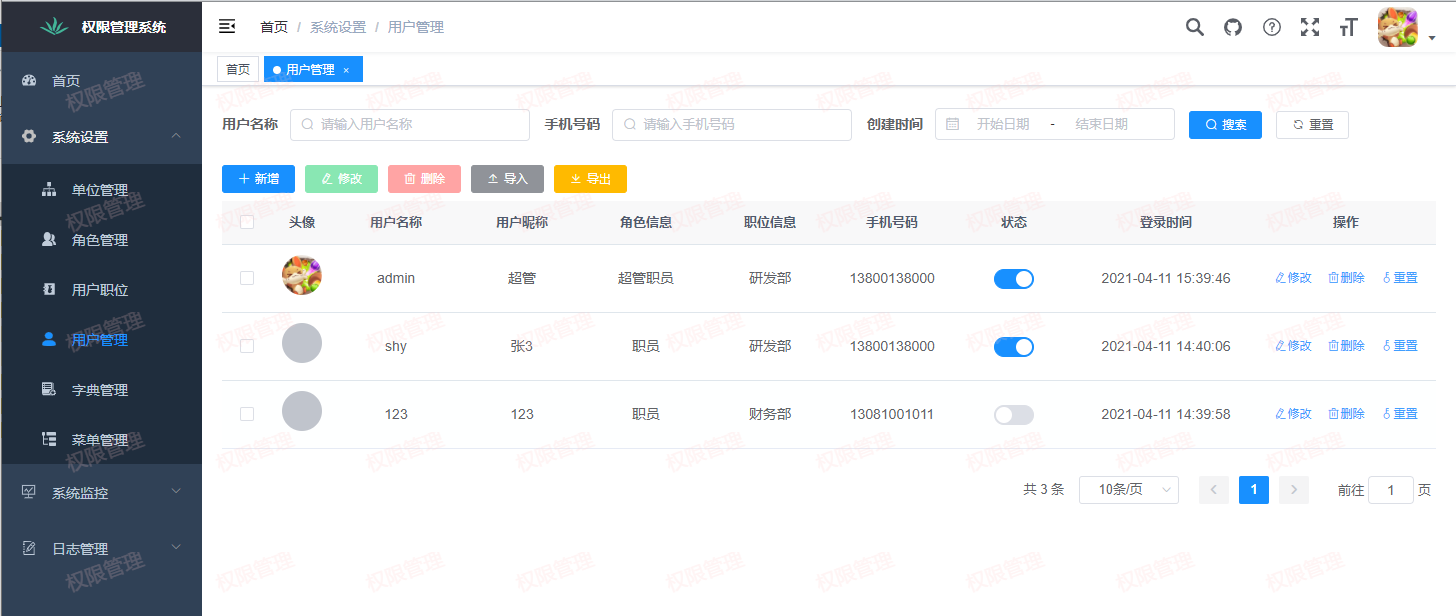 权限管理系统
首页 / 系统设置 / 用户管理
首页
用户管理 ×
首页
系统设置
单位管理
角色管理
用户职位
用户管理
字典管理
菜单管理
系统监控
日志管理
用户名称 请输入用户名称 手机号码 请输入手机号码 创建时间 开始日期 - 结束日期 搜索 重置
新增 修改 删除 导入 导出
头像 用户名称 用户昵称 角色信息 职位信息 手机号码 状态 登录时间 操作
admin 超管 超管职员 研发部 13800138000 2021-04-11 15:39:46 修改 删除 重置
shy 张3 职员 研发部 13800138000 2021-04-11 14:40:06 修改 删除 重置
123 123 职员 财务部 13081001011 2021-04-11 14:39:58 修改 删除 重置
共 3 条 10条/页 1 前往 1 页
权限管理